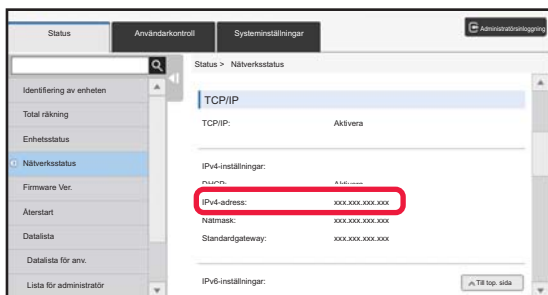 Status
Användarkontroll
Systeminställningar
Administratörsinloggning
Status > Nätverksstatus
Identifiering av enheten
Total räkning
Enhetsstatus
Nätverksstatus
Firmware Ver.
Återstart
Datalista
Datalista för anv.
Lista för administratör
TCP/IP
TCP/IP: Aktivera
IPv4-inställningar:
DHCP: Aktivera
IPv4-adress: xxx.xxx.xxx.xxx
Nätmask: xxx.xxx.xxx.xxx
Standardgateway: xxx.xxx.xxx.xxx
IPv6-inställningar:
Till top. sida